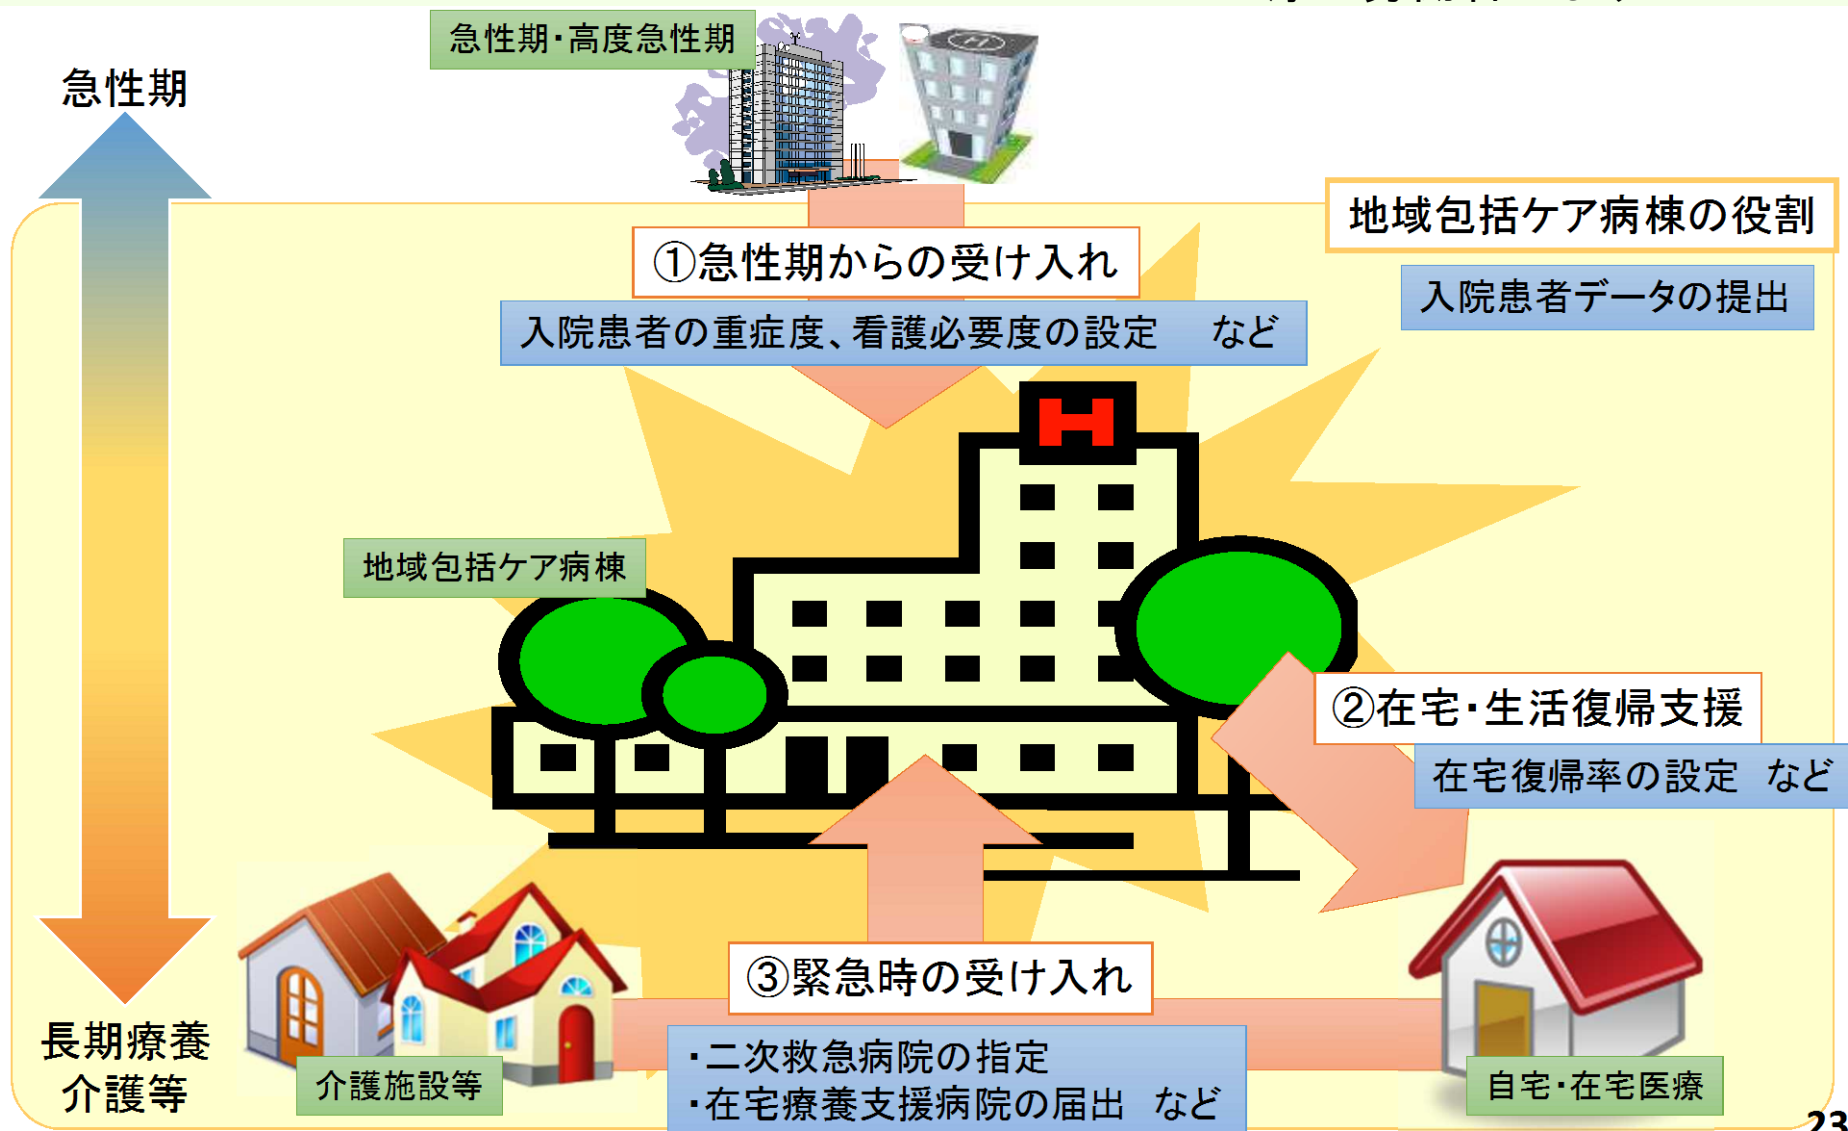 急性期・高度急性期
急性期
地域包括ケア病棟の役割
①急性期からの受け入れ
入院患者データの提出
入院患者の重症度、看護必要度の設定 など
H
地域包括ケア病棟
②在宅・生活復帰支援
在宅復帰率の設定 など
③緊急時の受け入れ
長期療養
介護等
介護施設等
・二次救急病院の指定
・在宅療養支援病院の届出 など
自宅・在宅医療
23